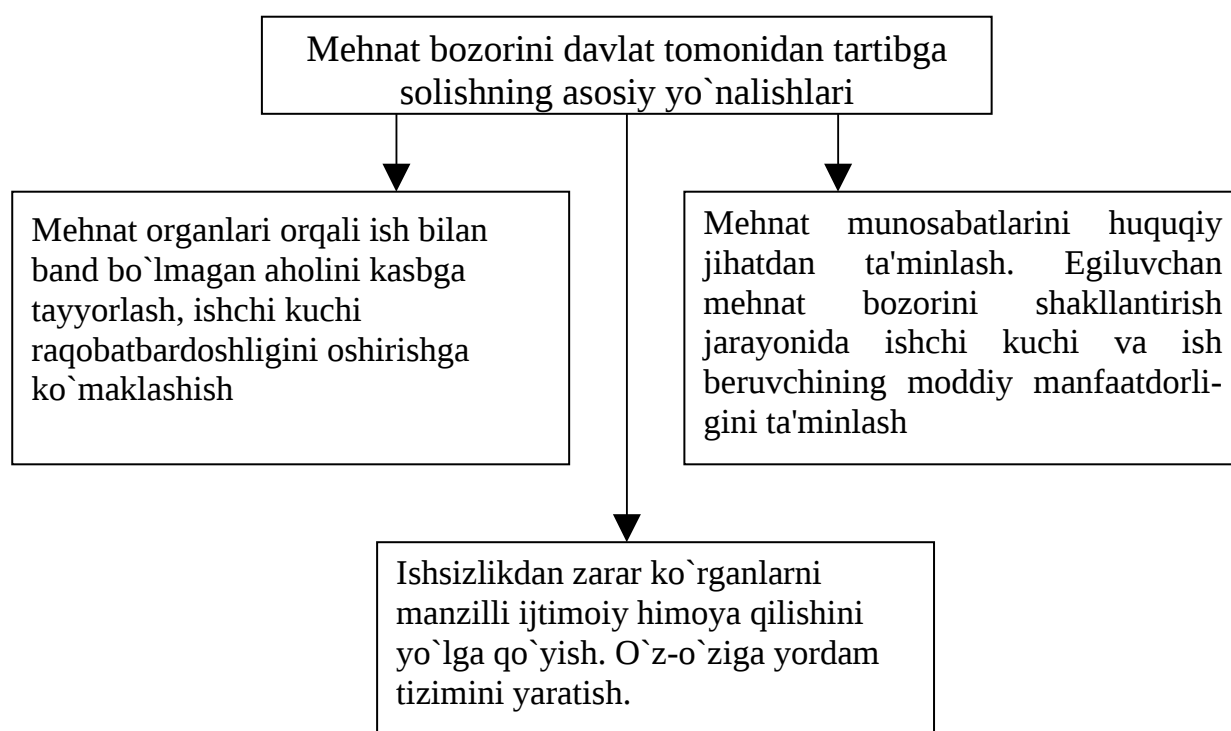 Mehnat bozorini davlat tomonidan tartibga
solishning asosiy yo`nalishlari
Mehnat organlari orqali ish bilan
band bo`lmagan aholini kasbga
tayyorlash, ishchi kuchi
raqobatbardoshligini oshirishga
ko`maklashish
Mehnat munosabatlarini huquqiy
jihatdan ta'minlash. Egiluvchan
mehnat bozorini shakllantirish
jarayonida ishchi kuchi va ish
beruvchining moddiy manfaatdorli-
gini ta'minlash
Ishsizlikdan zarar ko`rganlarni
manzilli ijtimoiy himoya qilishini
yo`lga qo`yish. O`z-o`ziga yordam
tizimini yaratish.